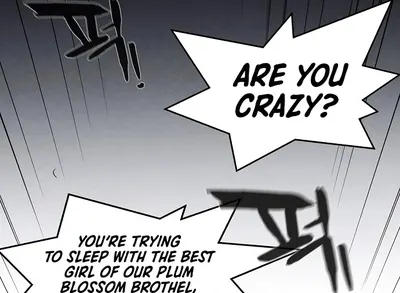 ARE YOU
CRAZY?
YOU'RE TRYING
TO SLEEP WITH THE BEST
GIRL OF OUR PLUM
BLOSSOM BROTHEL,